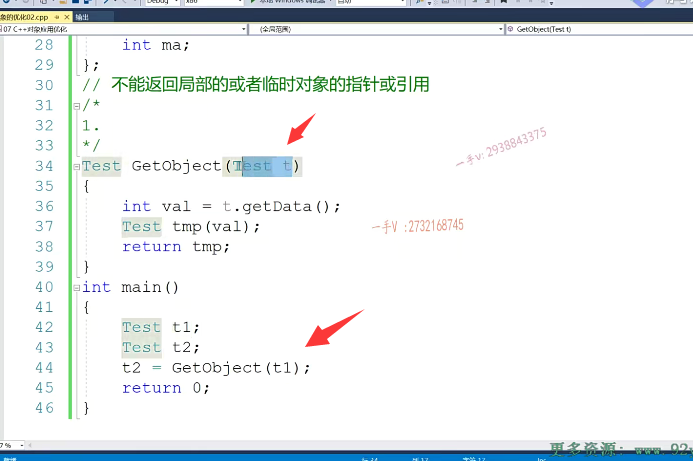 象的优化02.cpp 输出
07 C++对象应用优化 (全局范围) GetObject(Test t)
28 int ma;
29 };
30 // 不能返回局部的或者临时对象的指针或引用
31 /*
32 1.
33 */
34 Test GetObject(Test t)
35 {
36 int val = t.getData();
37 Test tmp(val);
38 return tmp;
39 }
40 int main()
41 {
42 Test t1;
43 Test t2;
44 t2 = GetObject(t1);
45 return 0;
46 }
一手v: 2938843375
一手V :2732168745
更多资源：www.92